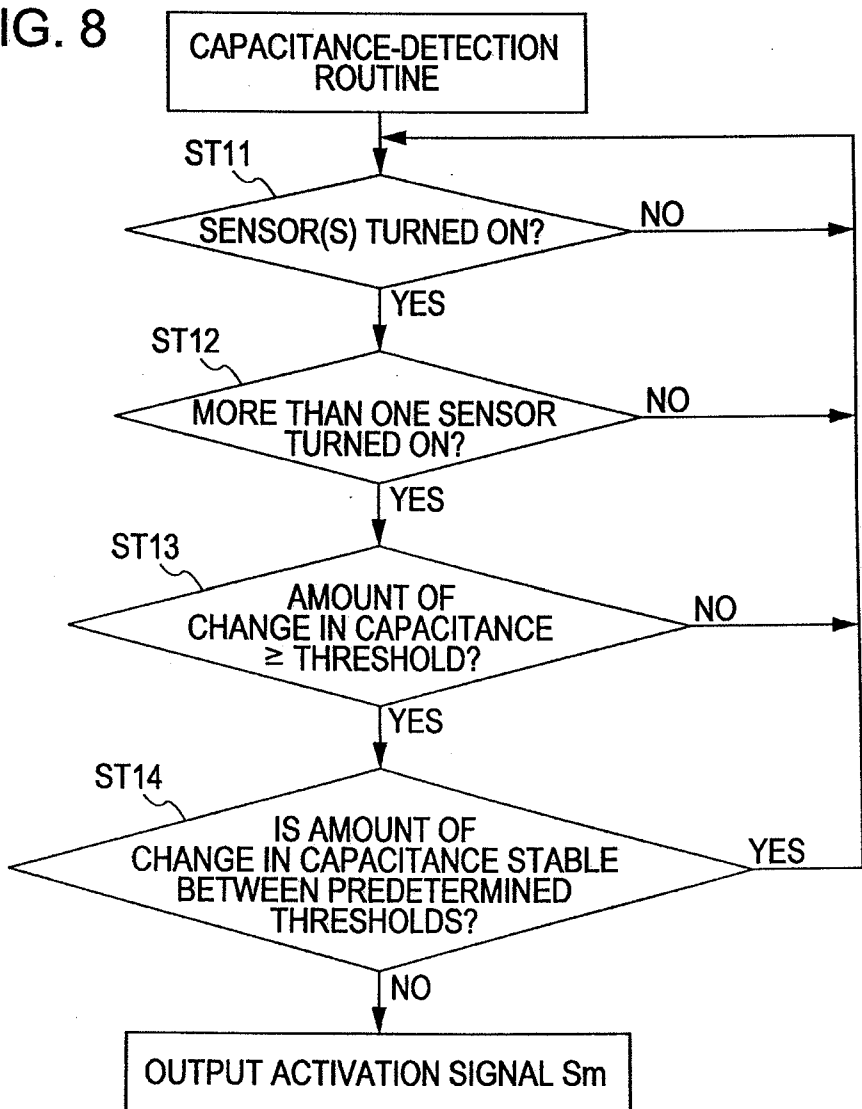 IG. 8
CAPACITANCE-DETECTION
ROUTINE
ST11
SENSOR(S) TURNED ON?
NO
YES
ST12
MORE THAN ONE SENSOR
TURNED ON?
NO
YES
ST13
AMOUNT OF
CHANGE IN CAPACITANCE
≥ THRESHOLD?
NO
YES
ST14
IS AMOUNT OF
CHANGE IN CAPACITANCE STABLE
BETWEEN PREDETERMINED
THRESHOLDS?
YES
NO
OUTPUT ACTIVATION SIGNAL Sm